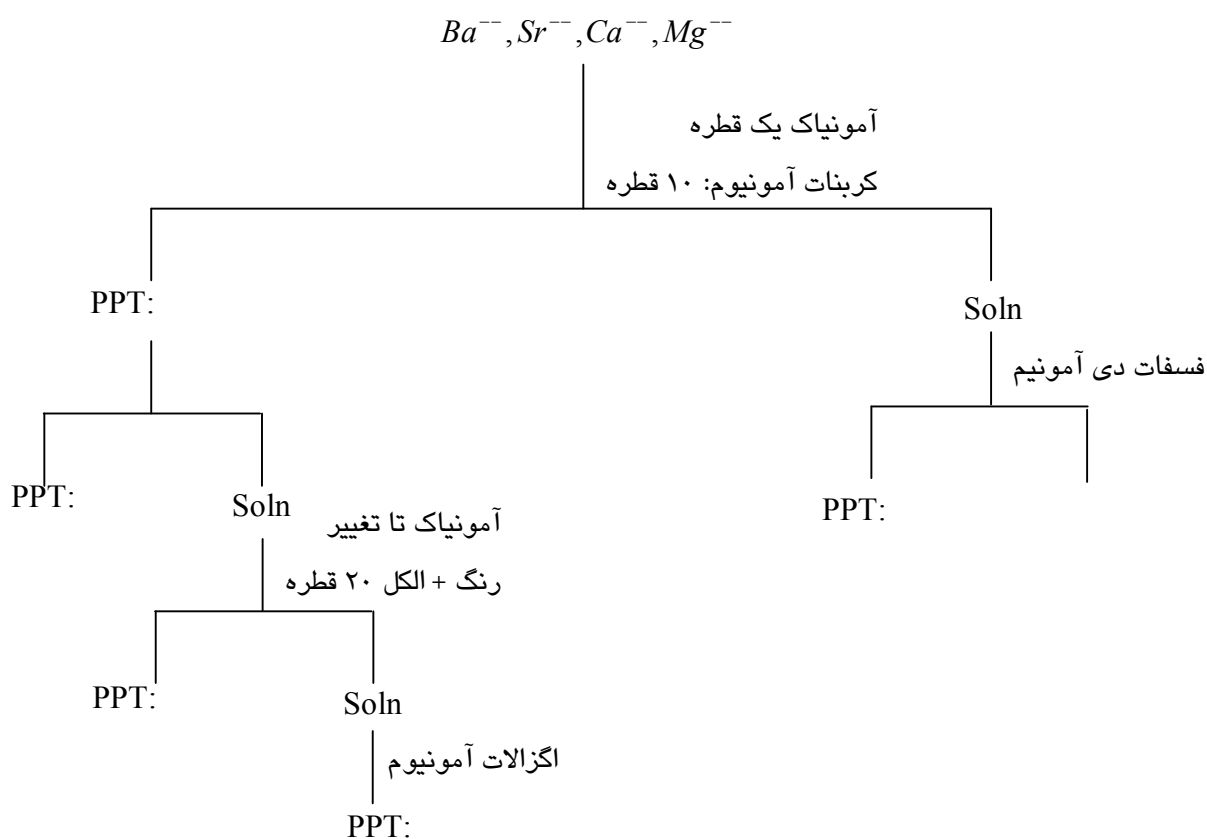 Ba⁻⁻, Sr⁻⁻, Ca⁻⁻, Mg⁻⁻
آمونیاک یک قطره
کربنات آمونیوم: ۱۰ قطره
PPT:
Soln
فسفات دی آمونیم
PPT:
Soln
آمونیاک تا تغییر
رنگ + الکل ۲۰ قطره
PPT:
PPT:
Soln
اگزالات آمونیوم
PPT: